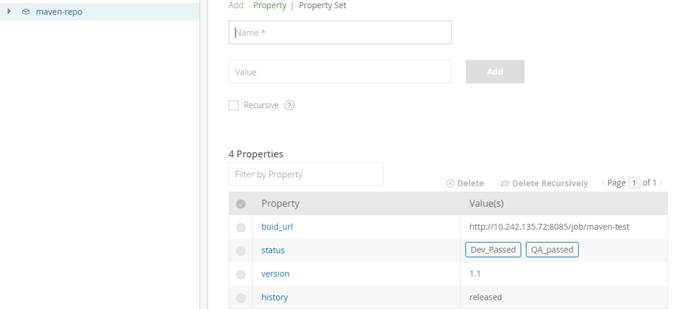 maven-repo
Add: Property | Property Set
Name *
Value
Add
Recursive ?
4 Properties
Filter by Property
Delete Delete Recursively Page 1 of 1
Property Value(s)
buid_url http://10.242.135.72:8085/job/maven-test
status Dev_Passed QA_passed
version 1.1
history released